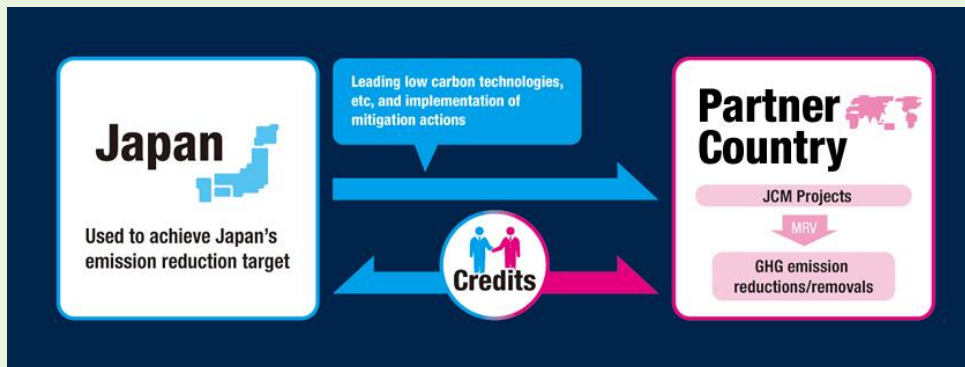 Japan
Used to achieve Japan's
emission reduction target
Leading low carbon technologies,
etc, and implementation of
mitigation actions
Credits
Partner
Country
JCM Projects
MRV
GHG emission
reductions/removals